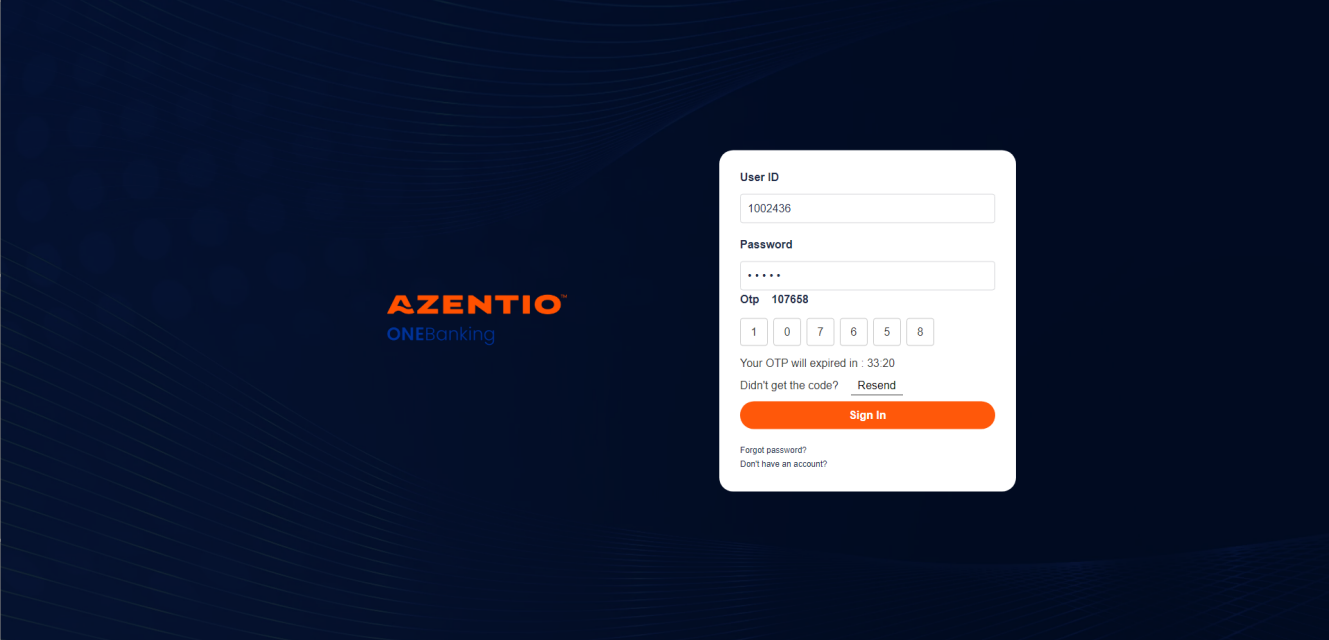 AZENTIO™
ONEBanking
User ID
1002436
Password
•••••
Otp 107658
1 0 7 6 5 8
Your OTP will expired in : 33:20
Didn't get the code? Resend
Sign In
Forgot password?
Don't have an account?